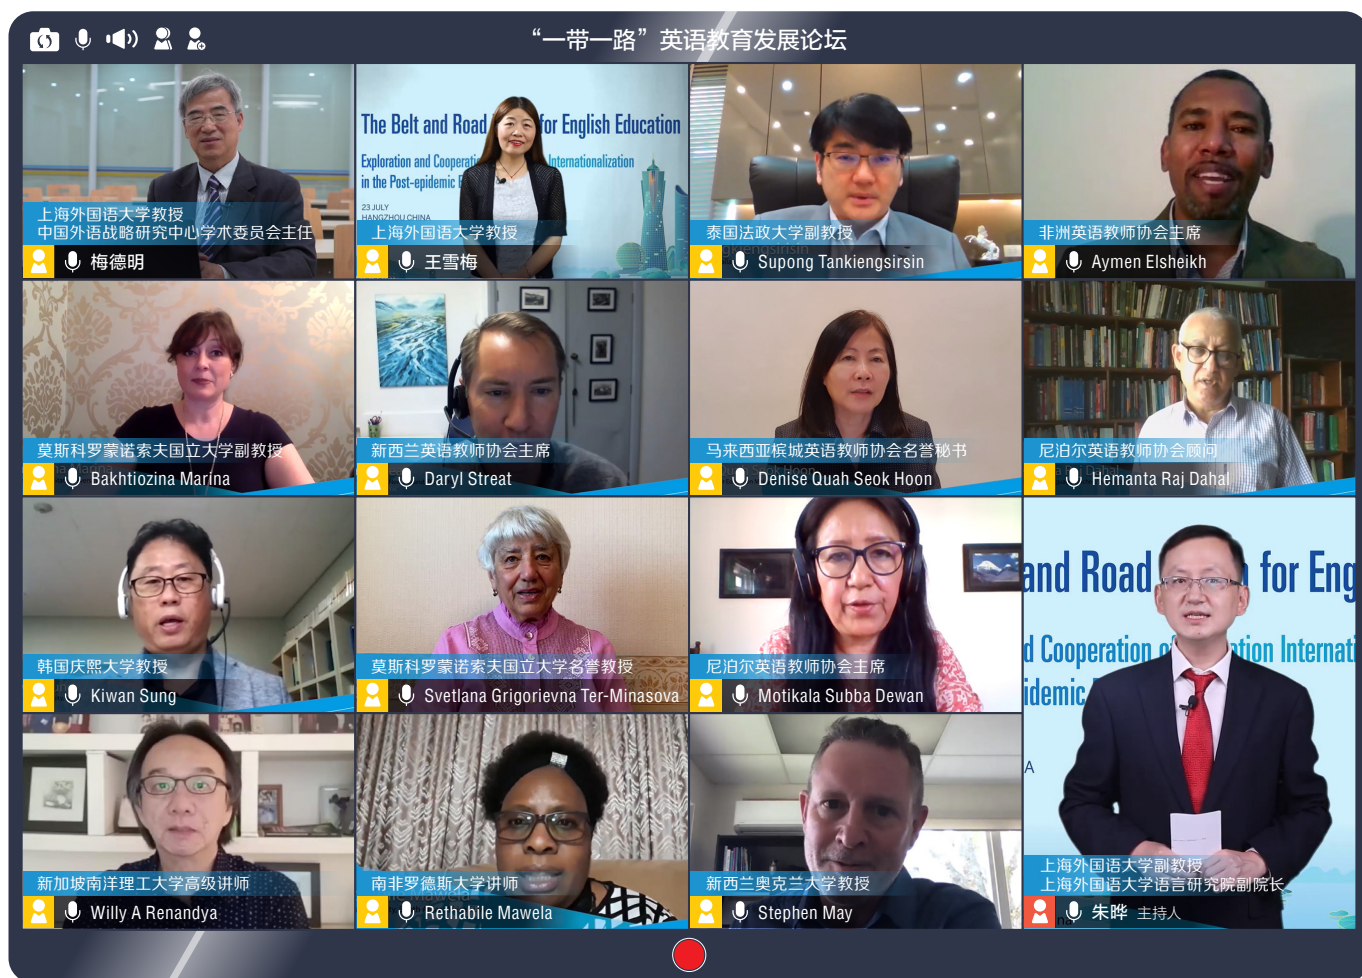 “一带一路”英语教育发展论坛
上海外国语大学教授
中国外语战略研究中心学术委员会主任
梅德明
The Belt and Road for English Education
Exploration and Internationalization
in the Post-epidemic
23 JULY
HANGZHOU CHINA
上海外国语大学教授
王雪梅
泰国法政大学副教授
Supong Tankiengsirsin
非洲英语教师协会主席
Aymen Elsheikh
莫斯科罗蒙诺索夫国立大学副教授
Bakhtiozina Marina
新西兰英语教师协会主席
Daryl Streat
马来西亚槟城英语教师协会名誉秘书
Denise Quah Seok Hoon
尼泊尔英语教师协会顾问
Hemanta Raj Dahal
韩国庆熙大学教授
Kiwan Sung
莫斯科罗蒙诺索夫国立大学名誉教授
Svetlana Grigorievna Ter-Minasova
尼泊尔英语教师协会主席
Motikala Subba Dewan
and Road for Eng
d Cooperation Internati
idemic
A
新加坡南洋理工大学高级讲师
Willy A Renandya
南非罗德斯大学讲师
Rethabile Mawela
新西兰奥克兰大学教授
Stephen May
上海外国语大学副教授
上海外国语大学语言研究院副院长
朱晔 主持人